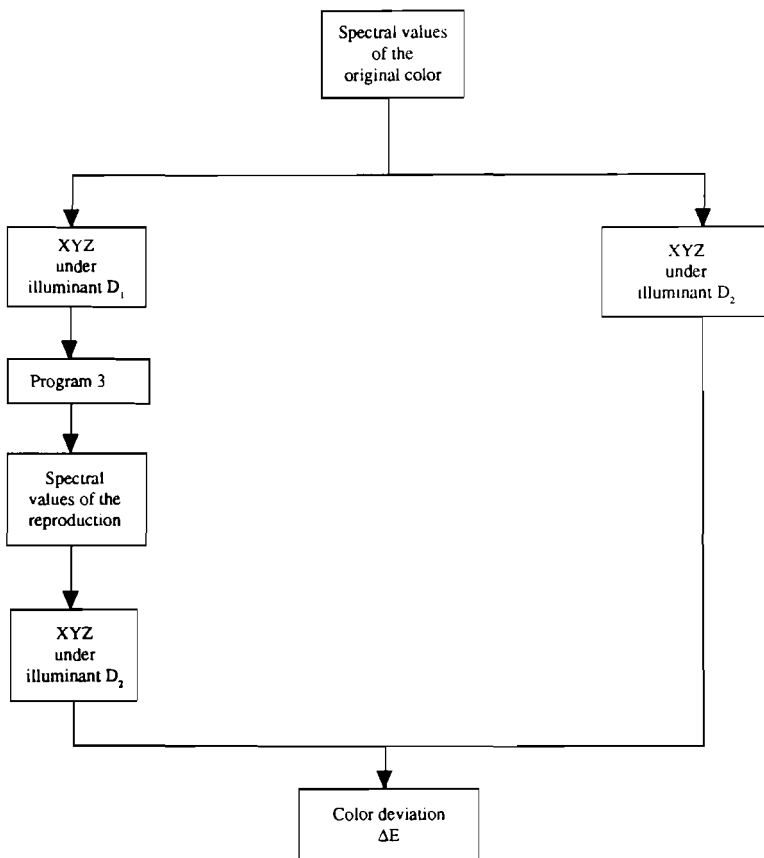 Spectral values
of the
original color
XYZ
under
illuminant D₁
XYZ
under
illuminant D₂
Program 3
Spectral
values of the
reproduction
XYZ
under
illuminant D₂
Color deviation
ΔE